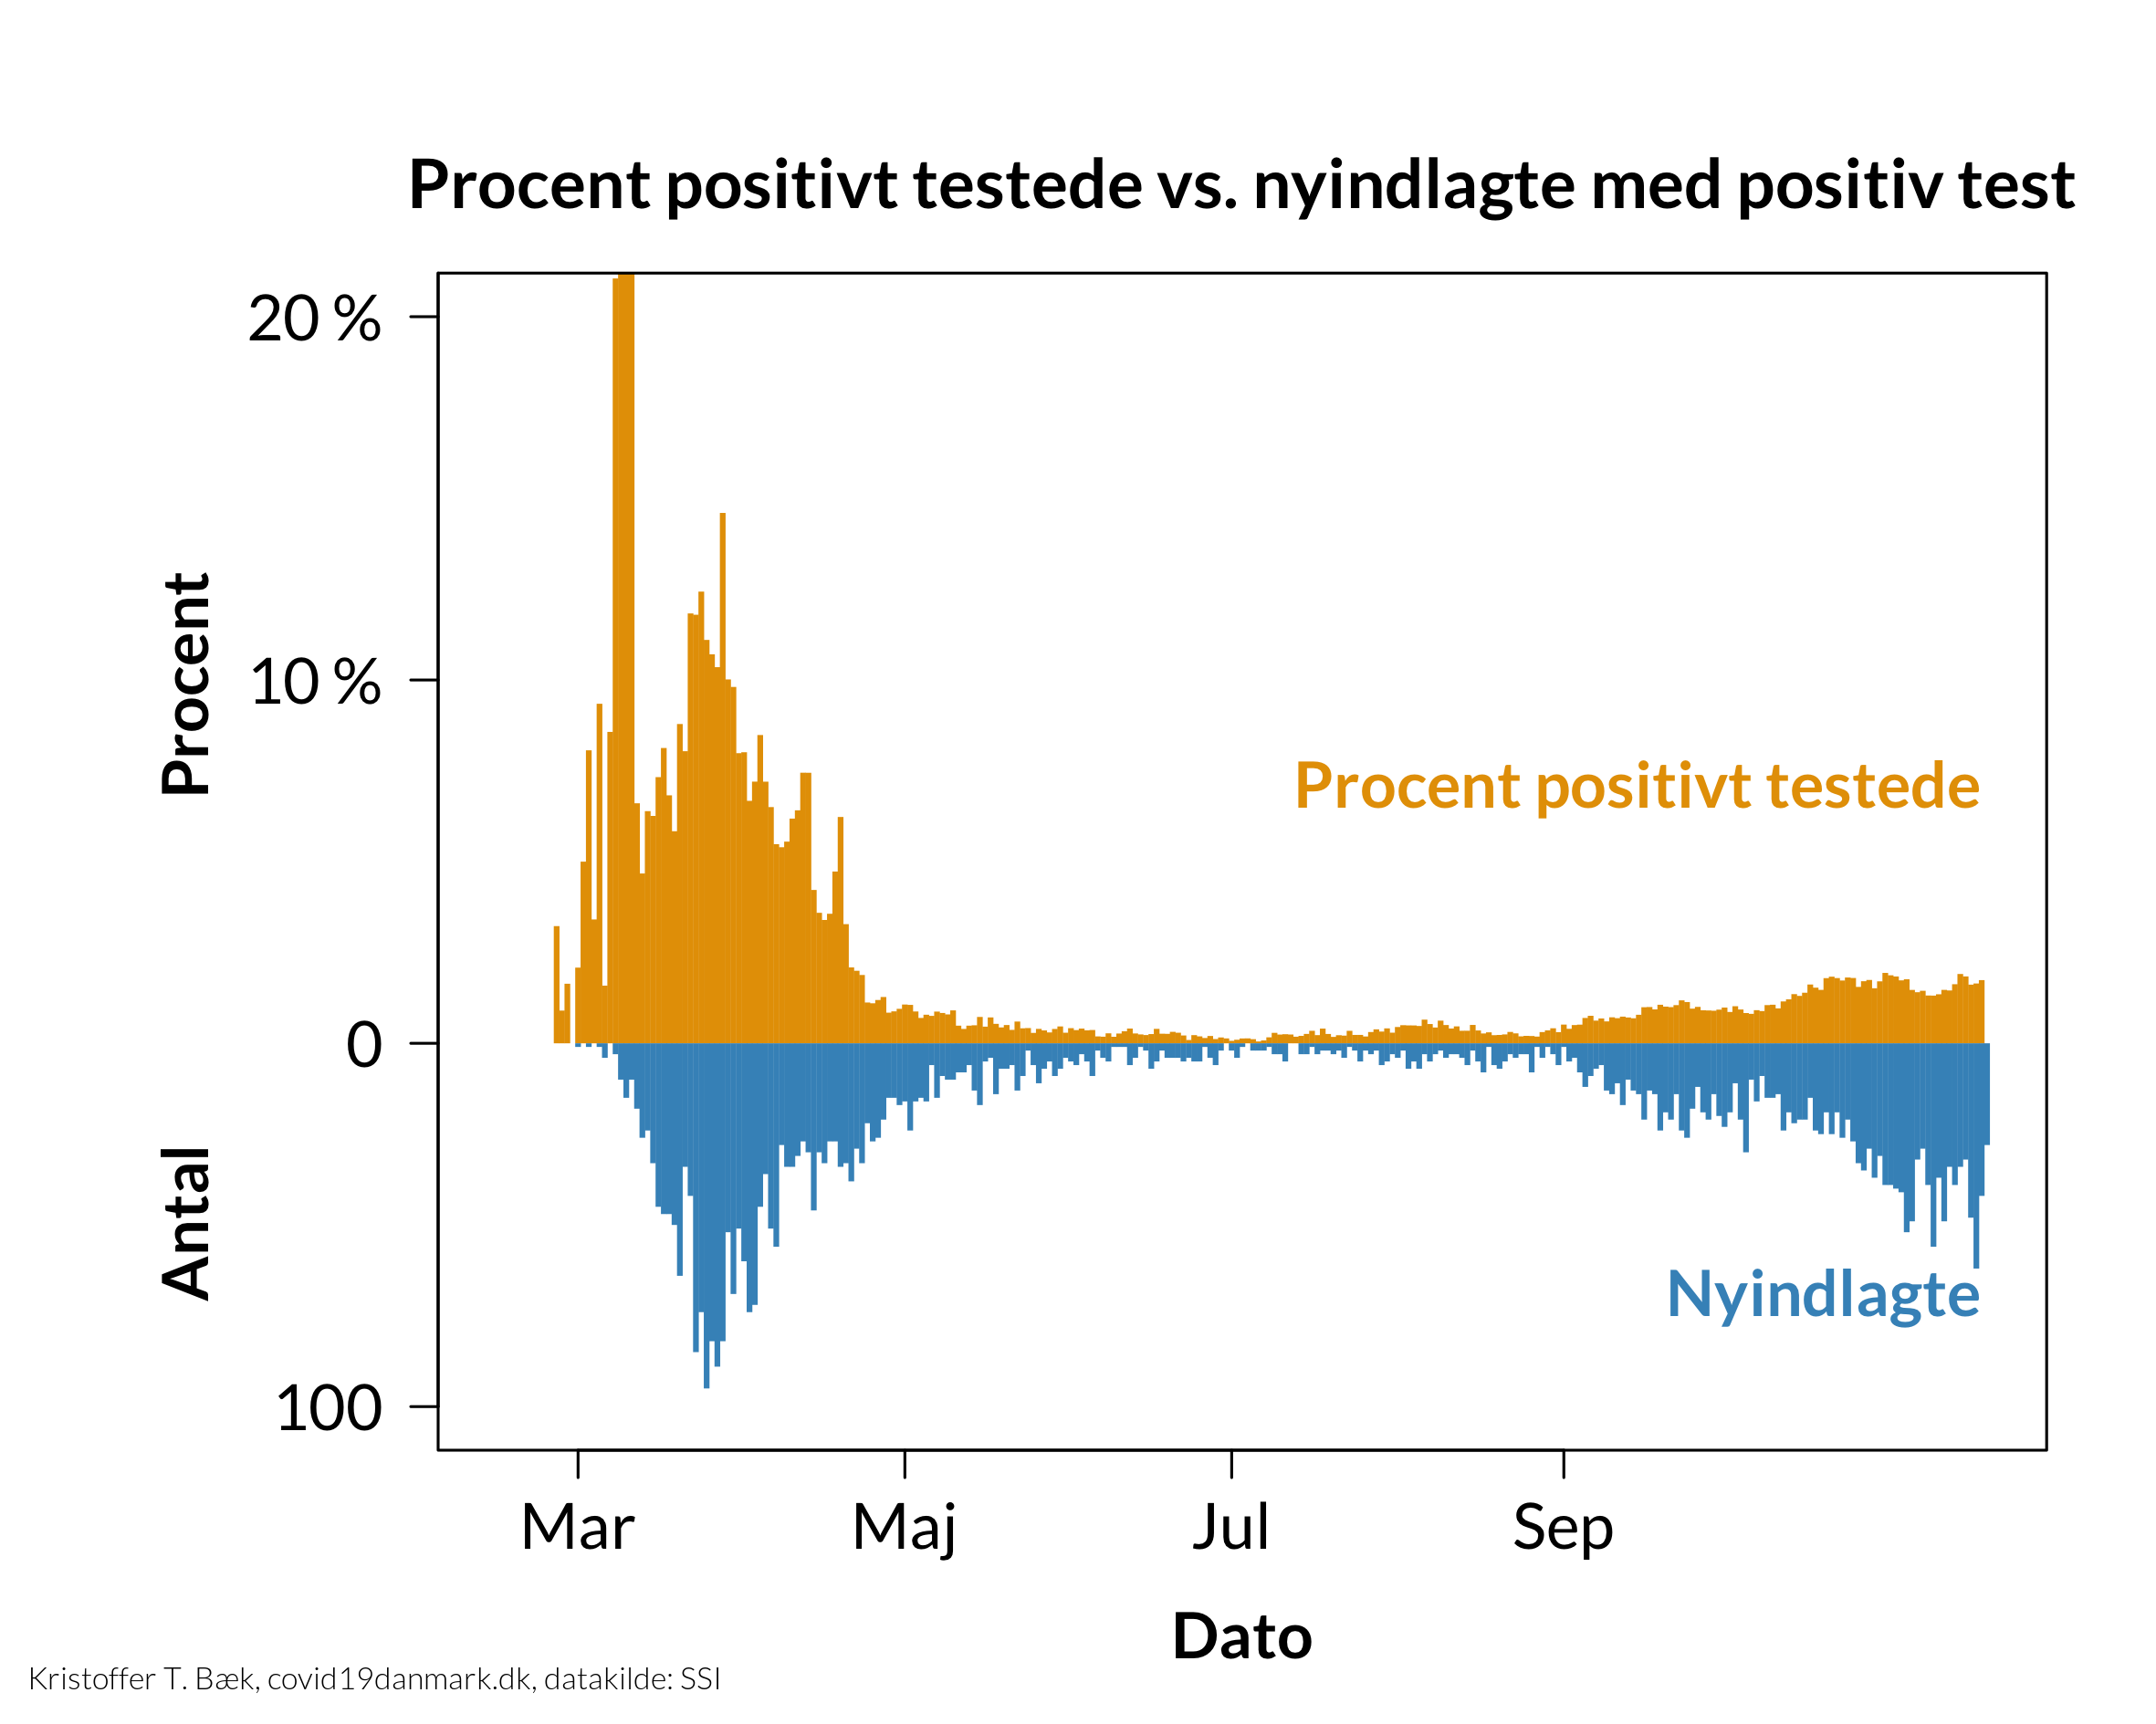 Procent positivt testede vs. nyindlagte med positiv test
20 %
10 %
0
100
Procent
Antal
Procent positivt testede
Nyindlagte
Mar
Maj
Jul
Sep
Dato
Kristoffer T. Bæk, covid19danmark.dk, datakilde: SSI